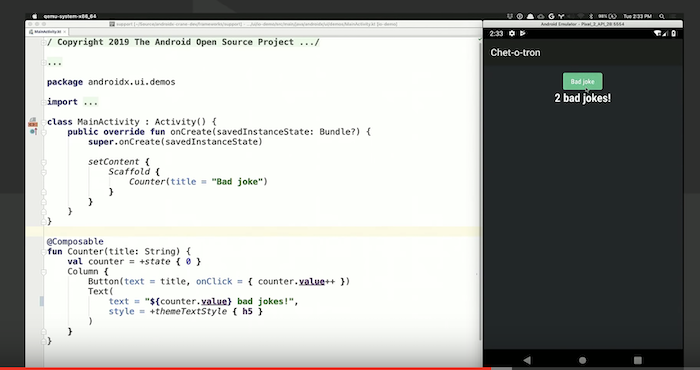 qemu-system-x86_64
Tue 2:33 PM
MainActivity.kt
Android Emulator - Pixel_2_API_28:5554
/ Copyright 2019 The Android Open Source Project .../
...
package androidx.ui.demos
import ...
class MainActivity : Activity() {
public override fun onCreate(savedInstanceState: Bundle?) {
super.onCreate(savedInstanceState)
setContent {
Scaffold {
Counter(title = "Bad joke")
}
}
}
}
@Composable
fun Counter(title: String) {
val counter = +state { 0 }
Column {
Button(text = title, onClick = { counter.value++ })
Text(
text = "${counter.value} bad jokes!",
style = +themeTextStyle { h5 }
)
}
}
2:33
Chet-o-tron
Bad joke
2 bad jokes!